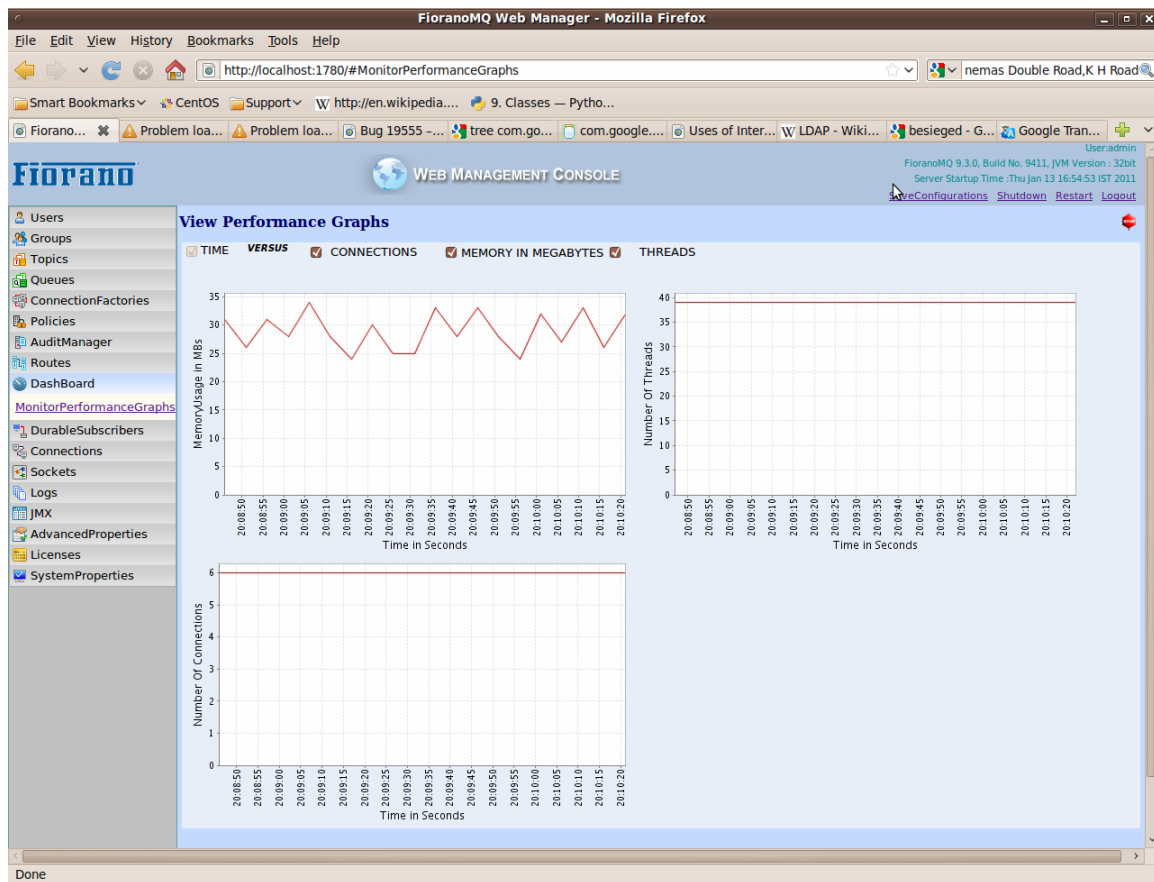 FioranoMQ Web Manager - Mozilla Firefox
File Edit View History Bookmarks Tools Help
http://localhost:1780/#MonitorPerformanceGraphs
nemas Double Road,K H Road
Smart Bookmarks CentOS Support http://en.wikipedia.... 9. Classes — Pytho...
Fiorano... Problem loa... Problem loa... Bug 19555 –... tree com.go... com.google.... Uses of Inter... LDAP - Wiki... besieged - G... Google Tran...
User:admin
Fiorano
WEB MANAGEMENT CONSOLE
FioranoMQ 9.3.0, Build No. 9411, JVM Version : 32bit
Server Startup Time :Thu Jan 13 16:54:53 IST 2011
Shutdown Restart Logout
Users
Groups
Topics
Queues
ConnectionFactories
Policies
AuditManager
Routes
DashBoard
MonitorPerformanceGraphs
DurableSubscribers
Connections
Sockets
Logs
JMX
AdvancedProperties
Licenses
SystemProperties
View Performance Graphs
TIME VERSUS CONNECTIONS MEMORY IN MEGABYTES THREADS
MemoryUsage in MBs
35
30
25
20
15
10
5
0
20:08:50 20:08:55 20:09:00 20:09:05 20:09:10 20:09:15 20:09:20 20:09:25 20:09:30 20:09:35 20:09:40 20:09:45 20:09:50 20:09:55 20:10:00 20:10:05 20:10:10 20:10:15 20:10:20
Time in Seconds
Number Of Threads
40
35
30
25
20
15
10
5
0
20:08:50 20:08:55 20:09:00 20:09:05 20:09:10 20:09:15 20:09:20 20:09:25 20:09:30 20:09:35 20:09:40 20:09:45 20:09:50 20:09:55 20:10:00 20:10:05 20:10:10 20:10:15 20:10:20
Time in Seconds
Number Of Connections
6
5
4
3
2
1
0
20:08:50 20:08:55 20:09:00 20:09:05 20:09:10 20:09:15 20:09:20 20:09:25 20:09:30 20:09:35 20:09:40 20:09:45 20:09:50 20:09:55 20:10:00 20:10:05 20:10:10 20:10:15 20:10:20
Time in Seconds
Done